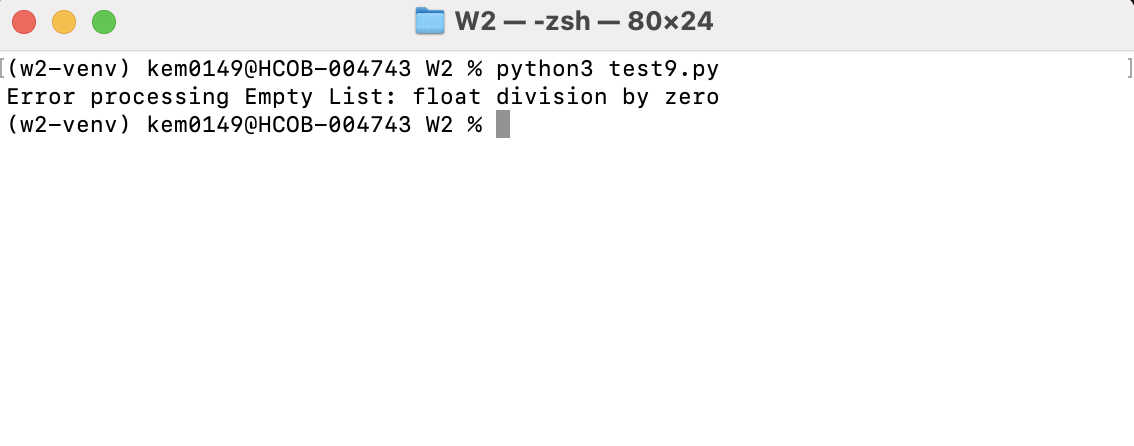 W2 — -zsh — 80×24
(w2-venv) kem0149@HCOB-004743 W2 % python3 test9.py
Error processing Empty List: float division by zero
(w2-venv) kem0149@HCOB-004743 W2 %